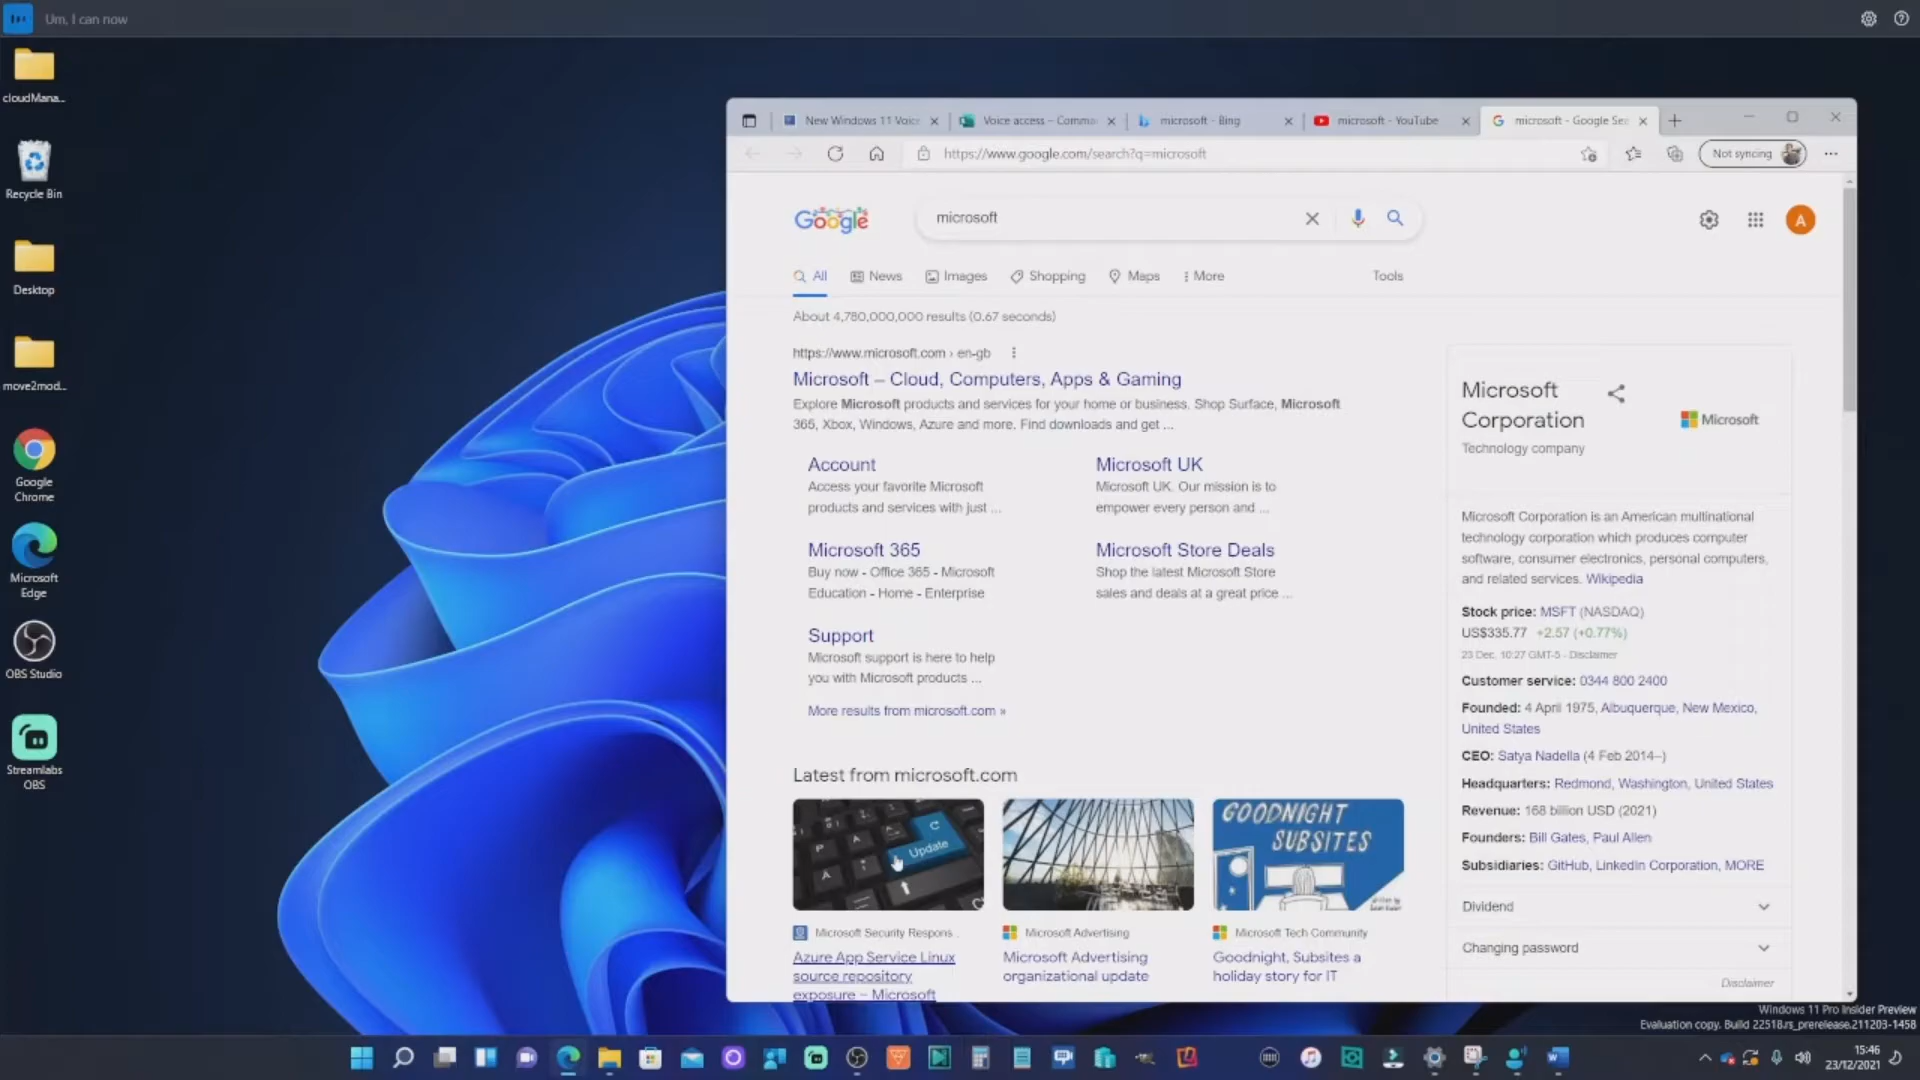 Um, I can now
cloudMana...
Recycle Bin
Desktop
move2mod...
Google
Chrome
Microsoft
Edge
OBS Studio
Streamlabs
OBS
New Windows 11 Voice
Voice access – Comma
microsoft - Bing
microsoft - YouTube
microsoft - Google Sea
https://www.google.com/search?q=microsoft
Not syncing
Google
microsoft
A
All
News
Images
Shopping
Maps
More
Tools
About 4,780,000,000 results (0.67 seconds)
https://www.microsoft.com › en-gb
Microsoft – Cloud, Computers, Apps & Gaming
Explore Microsoft products and services for your home or business. Shop Surface, Microsoft
365, Xbox, Windows, Azure and more. Find downloads and get ...
Account
Access your favorite Microsoft
products and services with just ...
Microsoft UK
Microsoft UK. Our mission is to
empower every person and ...
Microsoft 365
Buy now - Office 365 - Microsoft
Education - Home - Enterprise
Microsoft Store Deals
Shop the latest Microsoft Store
sales and deals at a great price ...
Support
Microsoft support is here to help
you with Microsoft products ...
More results from microsoft.com »
Latest from microsoft.com
Update
P
A
A
GOODNIGHT
SUBSITES
Microsoft Security Respons...
Azure App Service Linux
source repository
exposure – Microsoft
Microsoft Advertising
Microsoft Advertising
organizational update
Microsoft Tech Community
Goodnight, Subsites a
holiday story for IT
Microsoft
Corporation
Technology company
Microsoft
Microsoft Corporation is an American multinational
technology corporation which produces computer
software, consumer electronics, personal computers,
and related services. Wikipedia
Stock price: MSFT (NASDAQ)
US$335.77 +2.57 (+0.77%)
23 Dec, 10:27 GMT-5 - Disclaimer
Customer service: 0344 800 2400
Founded: 4 April 1975, Albuquerque, New Mexico,
United States
CEO: Satya Nadella (4 Feb 2014–)
Headquarters: Redmond, Washington, United States
Revenue: 168 billion USD (2021)
Founders: Bill Gates, Paul Allen
Subsidiaries: GitHub, LinkedIn Corporation, MORE
Dividend
Changing password
Disclaimer
Windows 11 Pro Insider Preview
Evaluation copy. Build 22518.rs_prerelease.211203-1458
15:46
23/12/2021